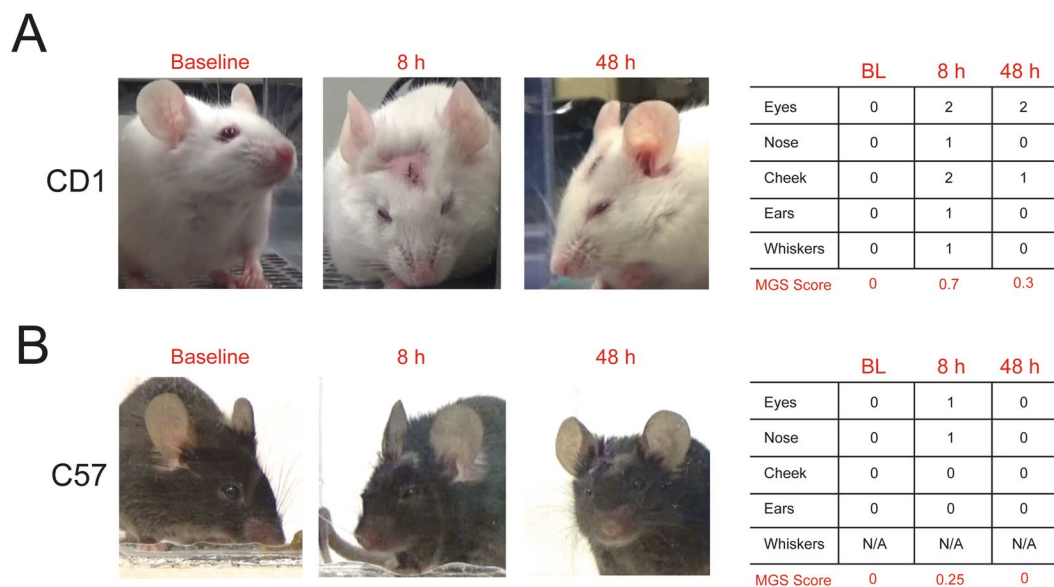 A
Baseline 8 h 48 h
CD1
BL 8 h 48 h
Eyes 0 2 2
Nose 0 1 0
Cheek 0 2 1
Ears 0 1 0
Whiskers 0 1 0
MGS Score 0 0.7 0.3
B
Baseline 8 h 48 h
C57
BL 8 h 48 h
Eyes 0 1 0
Nose 0 1 0
Cheek 0 0 0
Ears 0 0 0
Whiskers N/A N/A N/A
MGS Score 0 0.25 0